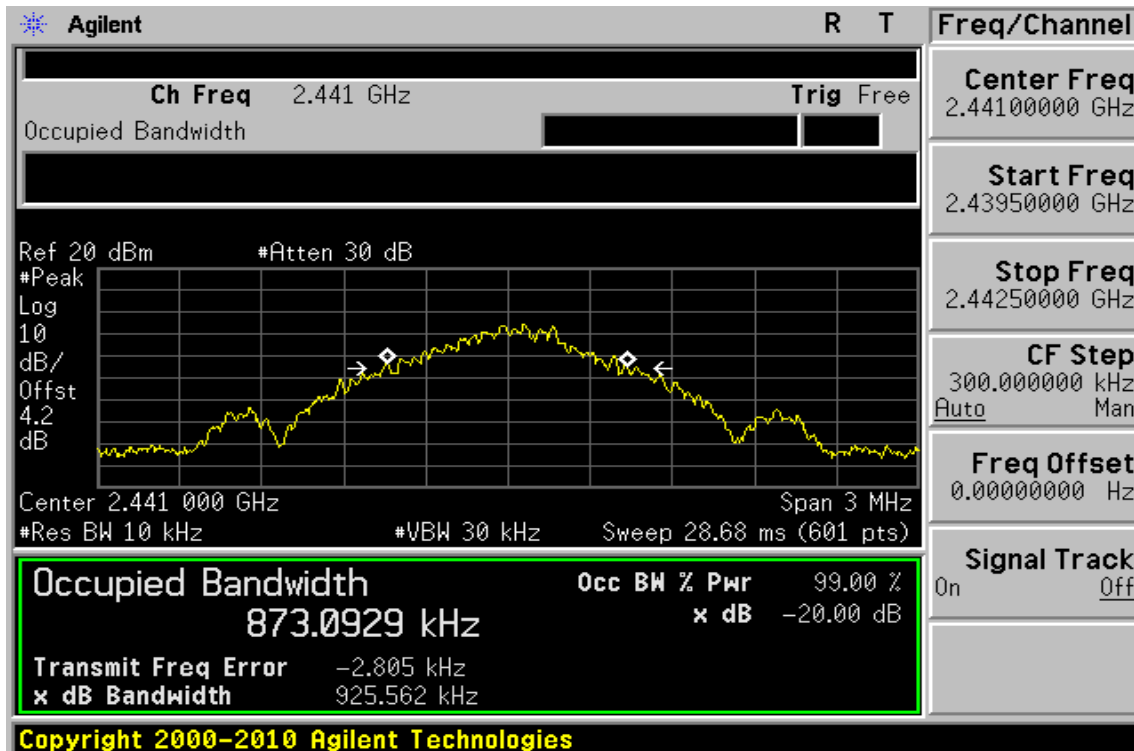 Agilent R T
Ch Freq 2.441 GHz Trig Free
Occupied Bandwidth
Ref 20 dBm #Atten 30 dB
#Peak
Log
10
dB/
Offst
4.2
dB
Center 2.441 000 GHz Span 3 MHz
#Res BW 10 kHz #VBW 30 kHz Sweep 28.68 ms (601 pts)
Occupied Bandwidth
873.0929 kHz
Occ BW % Pwr 99.00 %
x dB -20.00 dB
Transmit Freq Error -2.805 kHz
x dB Bandwidth 925.562 kHz
Copyright 2000-2010 Agilent Technologies
Freq/Channel
Center Freq
2.44100000 GHz
Start Freq
2.43950000 GHz
Stop Freq
2.44250000 GHz
CF Step
300.000000 kHz
Auto Man
Freq Offset
0.00000000 Hz
Signal Track
On Off